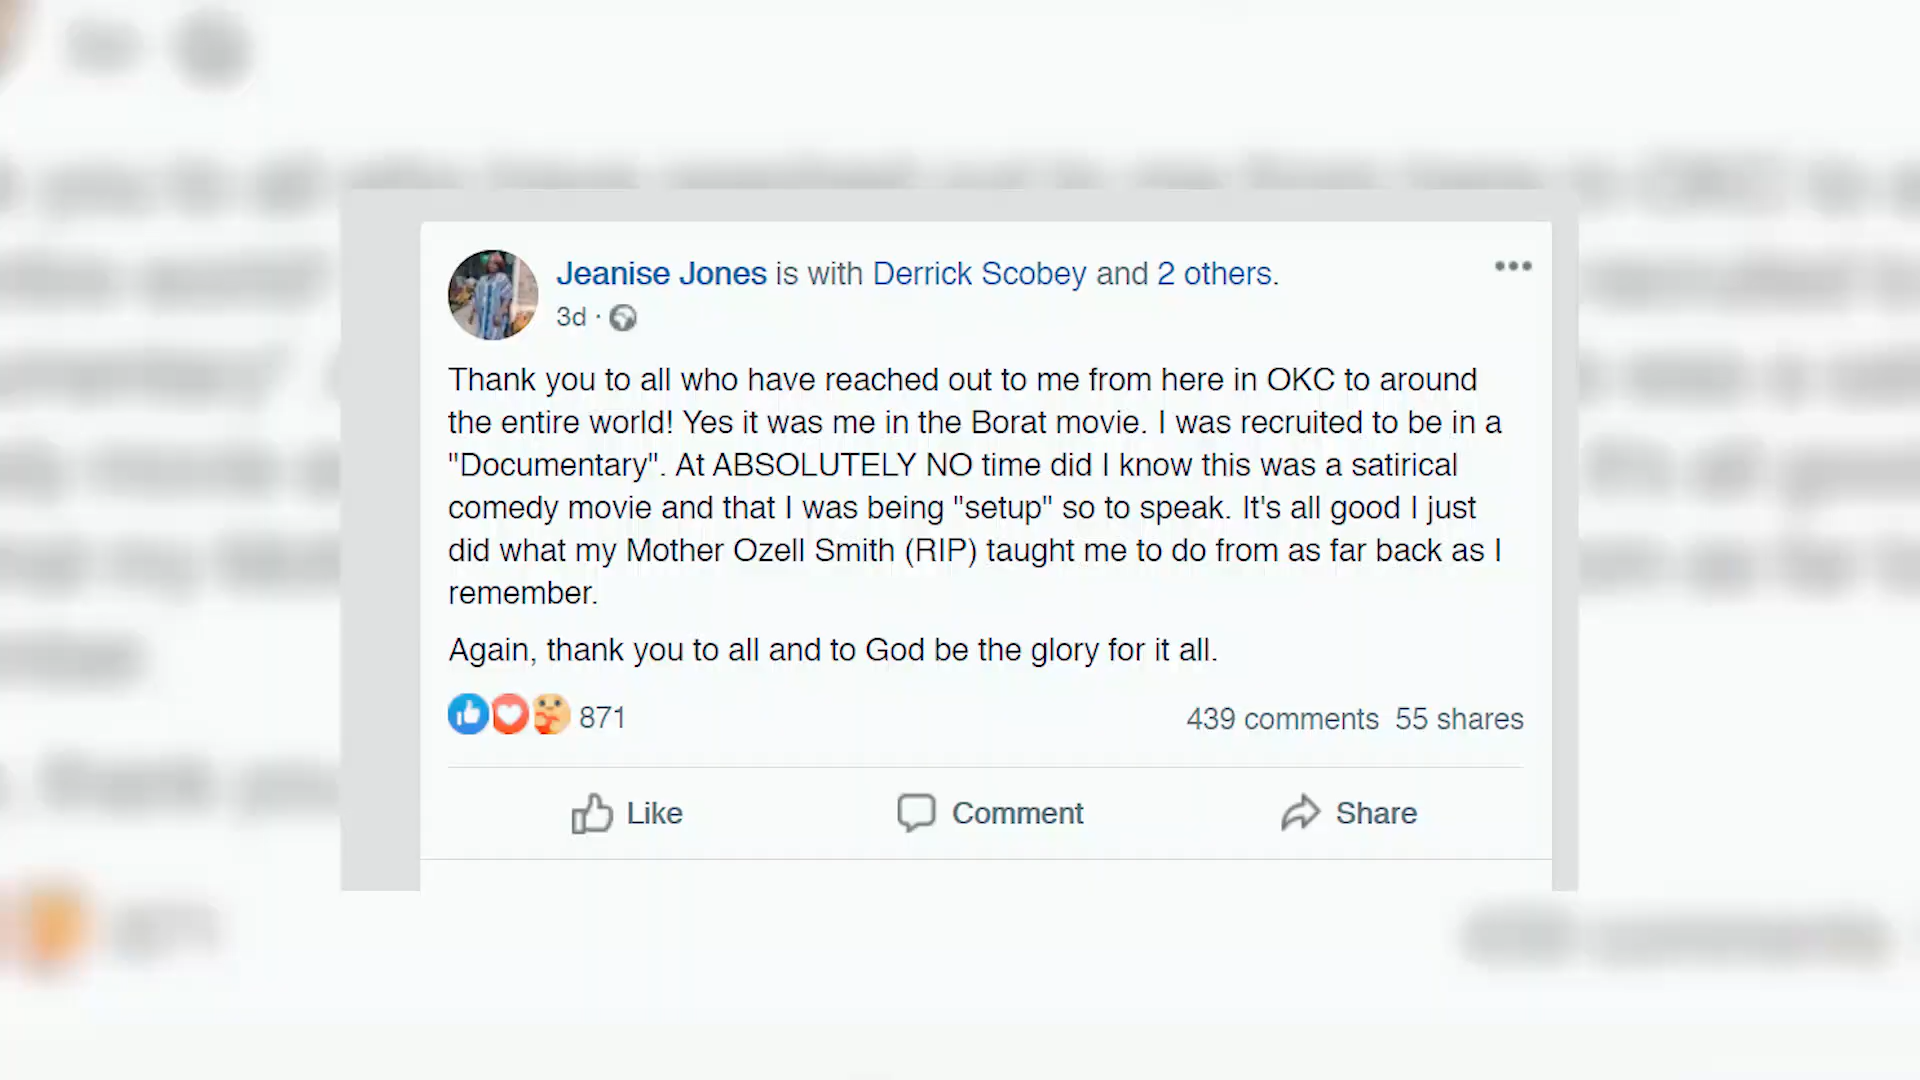 Jeanise Jones is with Derrick Scobey and 2 others.
3d ·
Thank you to all who have reached out to me from here in OKC to around
the entire world! Yes it was me in the Borat movie. I was recruited to be in a
"Documentary". At ABSOLUTELY NO time did I know this was a satirical
comedy movie and that I was being "setup" so to speak. It's all good I just
did what my Mother Ozell Smith (RIP) taught me to do from as far back as I
remember.
Again, thank you to all and to God be the glory for it all.
871 439 comments 55 shares
Like Comment Share